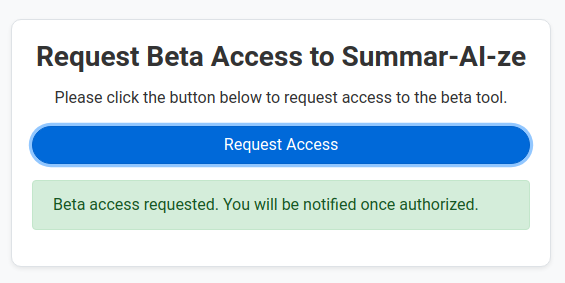 Request Beta Access to Summar-AI-ze
Please click the button below to request access to the beta tool.
Request Access
Beta access requested. You will be notified once authorized.